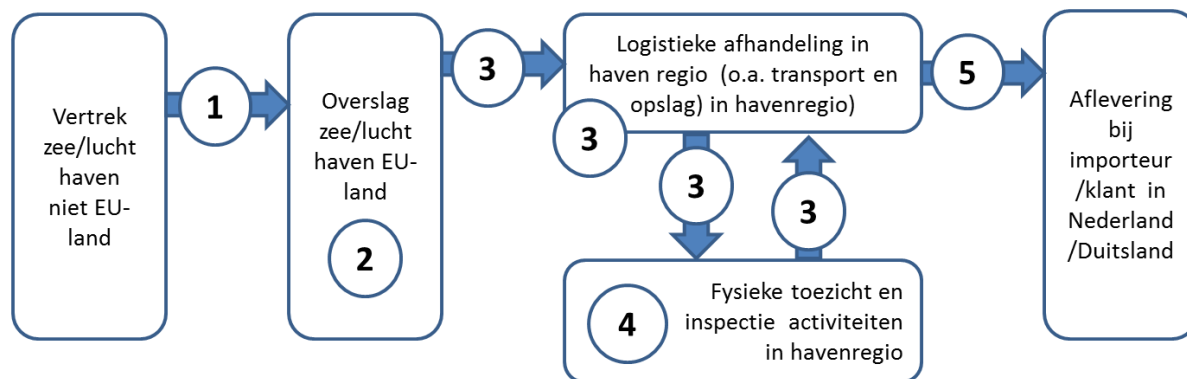 Vertrek
zee/lucht
haven
niet EU-
land
1
Overslag
zee/lucht
haven EU-
land
2
3
Logistieke afhandeling in
haven regio (o.a. transport en
opslag) in havenregio)
3
3
3
4
Fysieke toezicht en
inspectie activiteiten
in havenregio
5
Aflevering
bij
importeur
/klant in
Nederland
/Duitsland